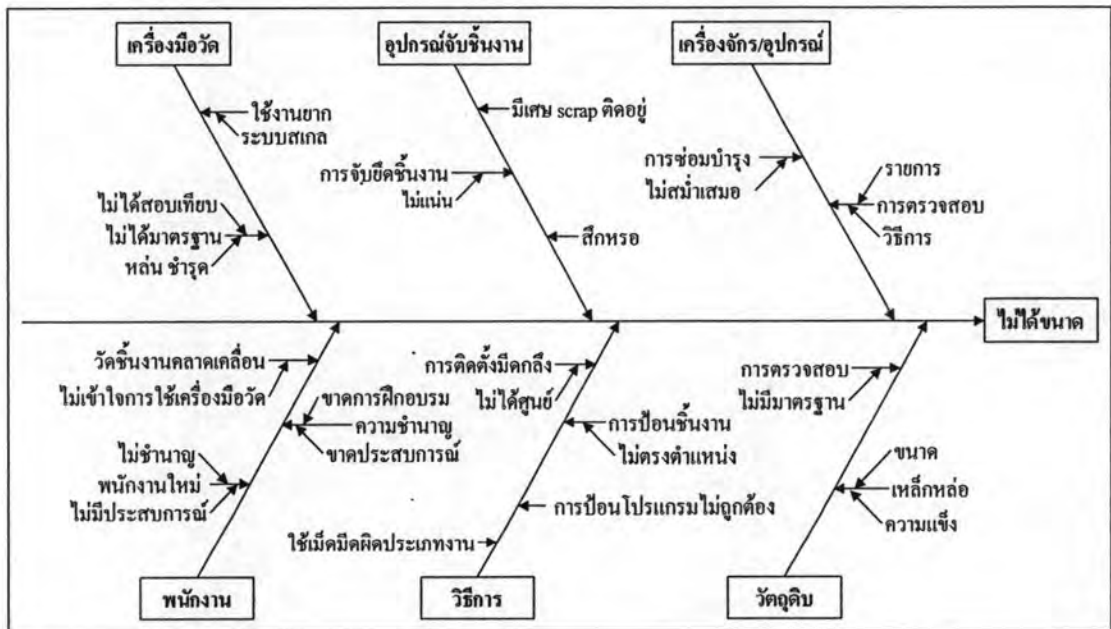 เครื่องมือวัด
อุปกรณ์จับชิ้นงาน
เครื่องจักร/อุปกรณ์
ใช้งานยาก
ระบบสเกล
ไม่ได้สอบเทียบ
ไม่ได้มาตรฐาน
หล่น ชำรุด
มีเศษ scrap ติดอยู่
การจับยึดชิ้นงาน
ไม่แน่น
สึกหรอ
การซ่อมบำรุง
ไม่สม่ำเสมอ
รายการ
การตรวจสอบ
วิธีการ
ไม่ได้ขนาด
วัดชิ้นงานคลาดเคลื่อน
ไม่เข้าใจการใช้เครื่องมือวัด
ขาดการฝึกอบรม
ความชำนาญ
ขาดประสบการณ์
ไม่ชำนาญ
พนักงานใหม่
ไม่มีประสบการณ์
การติดตั้งมีดกลึง
ไม่ได้ศูนย์
การป้อนชิ้นงาน
ไม่ตรงตำแหน่ง
การป้อนโปรแกรมไม่ถูกต้อง
ใช้เม็ดมีดผิดประเภทงาน
การตรวจสอบ
ไม่มีมาตรฐาน
ขนาด
เหล็กหล่อ
ความแข็ง
พนักงาน
วิธีการ
วัตถุดิบ